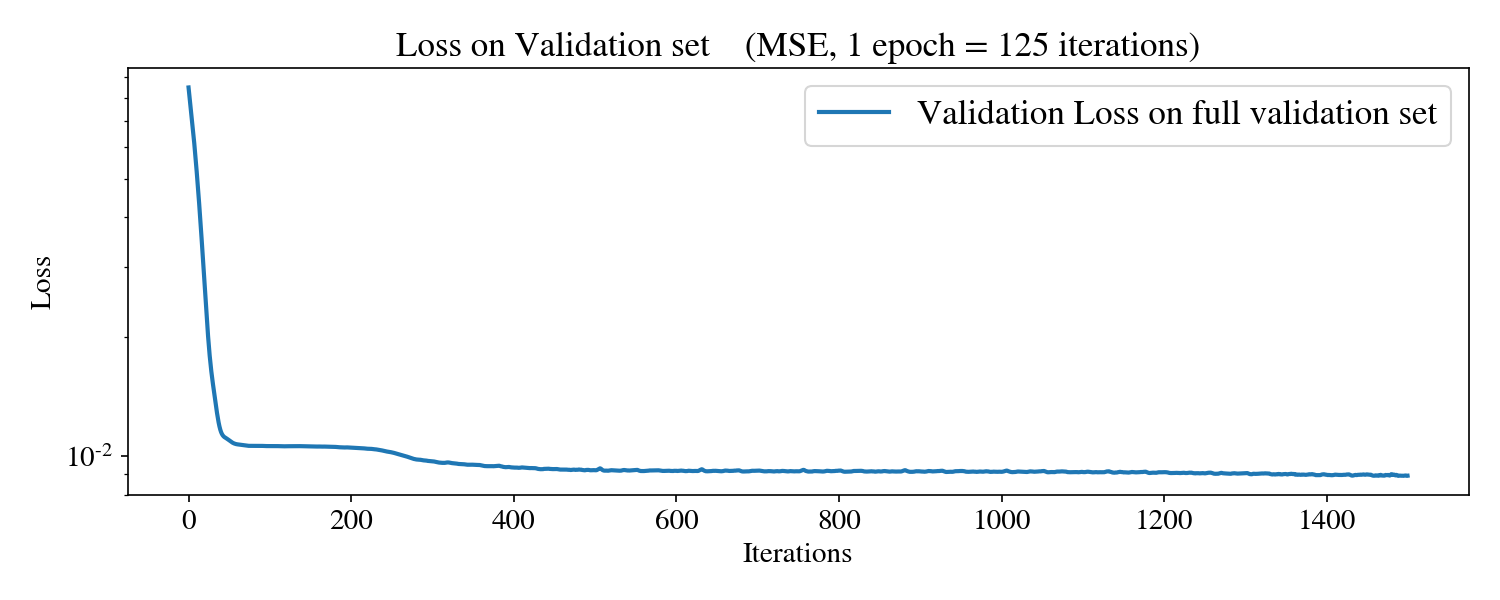 Loss on Validation set (MSE, 1 epoch = 125 iterations)
Validation Loss on full validation set
Loss
10⁻²
0 200 400 600 800 1000 1200 1400
Iterations